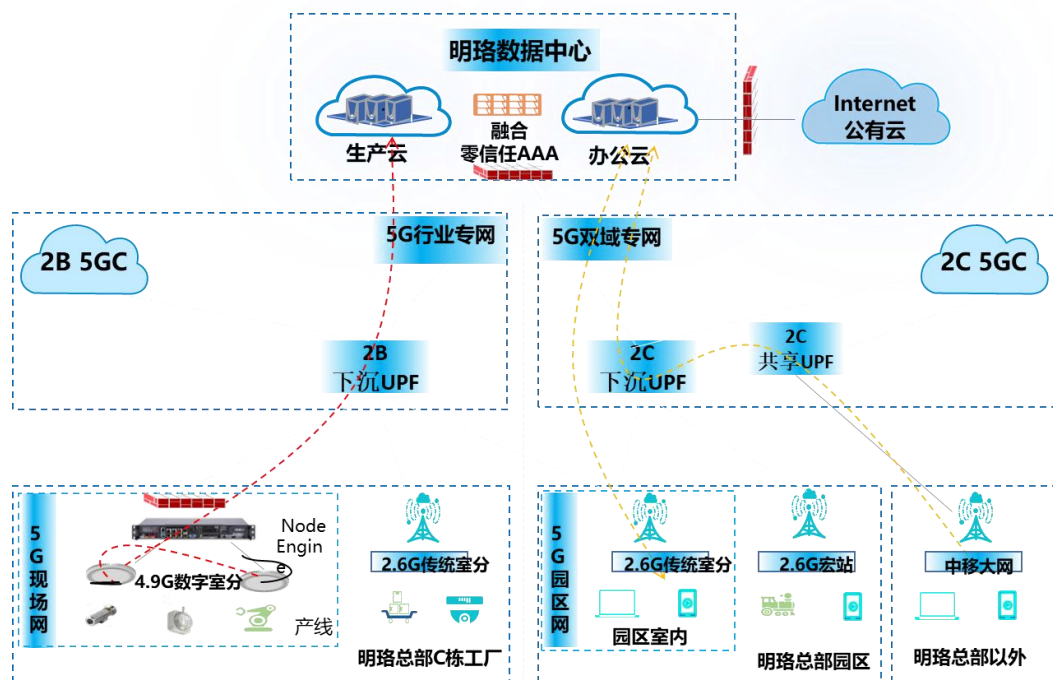 明珞数据中心
Internet
公有云
生产云
融合
零信任AAA
办公云
5G行业专网
2B 5GC
2B
下沉UPF
5G双域专网
2C 5GC
2C
下沉UPF
2C
共享UPF
5
G
现
场
网
Node
Engin
e
4.9G数字室分
产线
2.6G传统室分
明珞总部C栋工厂
5
G
园
区
网
2.6G传统室分
园区室内
2.6G宏站
明珞总部园区
中移大网
明珞总部以外